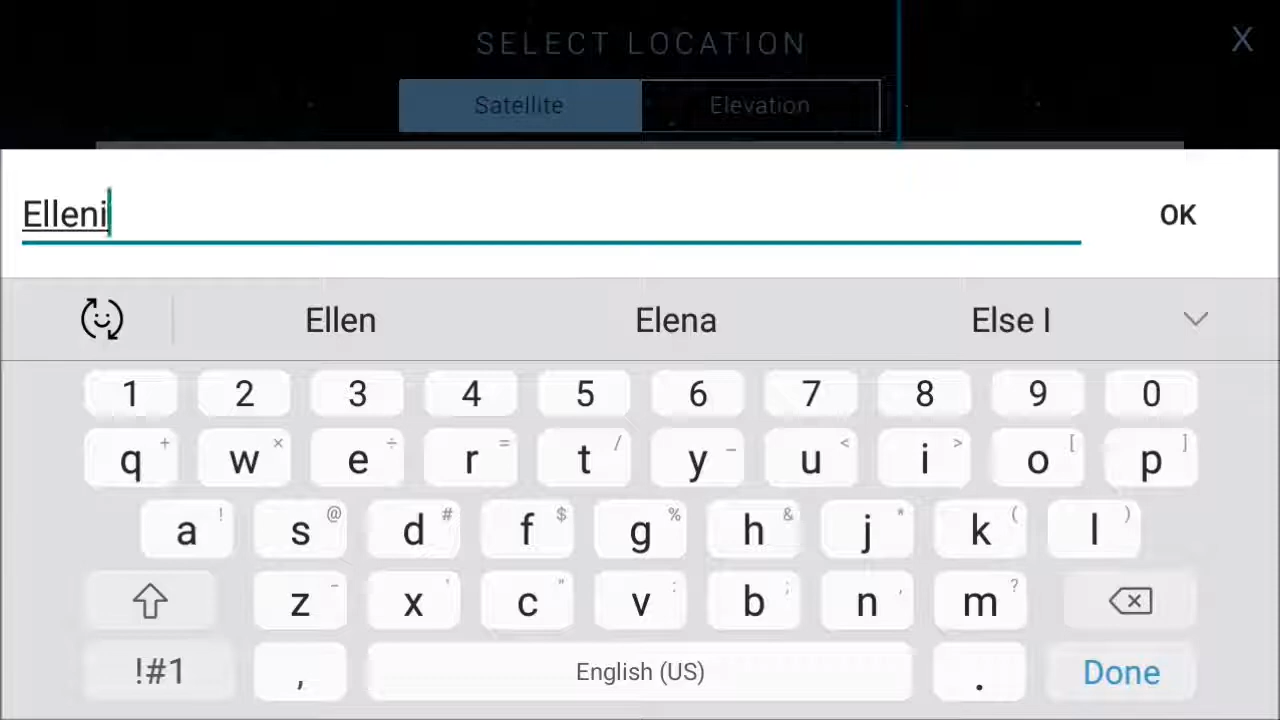 SELECT LOCATION
X
Satellite Elevation
Elleni
OK
Ellen Elena Else I
1 2 3 4 5 6 7 8 9 0
q + w × e ÷ r = t / y _ u < i > o [ p ]
a ! s @ d # f $ g % h & j * k ( l )
z - x ' c " v : b ; n , m ?
!#1 , English (US) . Done